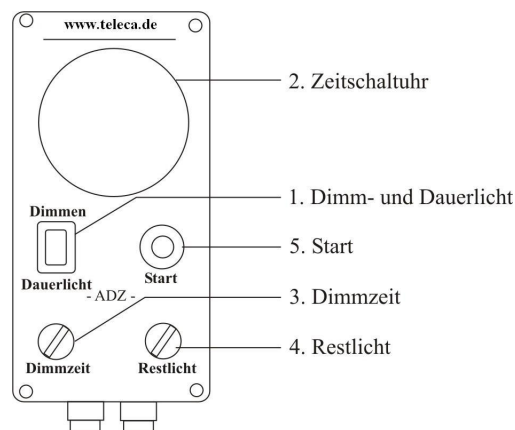 www.teleca.de
2. Zeitschaltuhr
Dimmen
1. Dimm- und Dauerlicht
5. Start
Dauerlicht
Start
- ADZ -
3. Dimmzeit
4. Restlicht
Dimmzeit
Restlicht